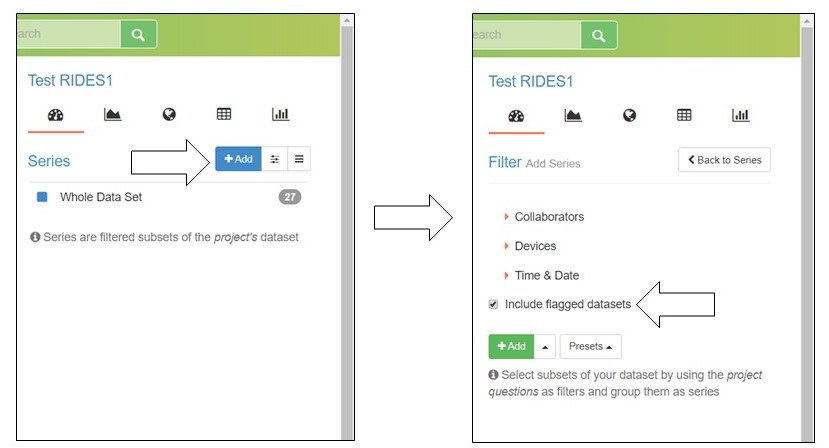 arch
Test RIDES1
Series
+ Add
Whole Data Set
27
Series are filtered subsets of the project's dataset
earch
Test RIDES1
Filter Add Series
Back to Series
Collaborators
Devices
Time & Date
Include flagged datasets
+ Add
Presets
Select subsets of your dataset by using the project
questions as filters and group them as series